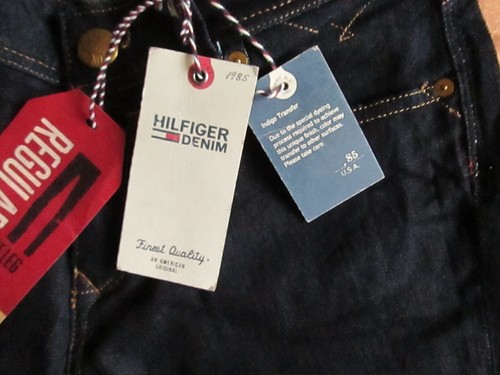 REGULAR
LEG
1985
HILFIGER
DENIM
Finest Quality.
AN AMERICAN
ORIGINAL
Indigo Transfer
Due to the special dyeing
process required to achieve
this unique finish, color may
transfer to other surfaces.
Please take care.
.85
U.S.A.